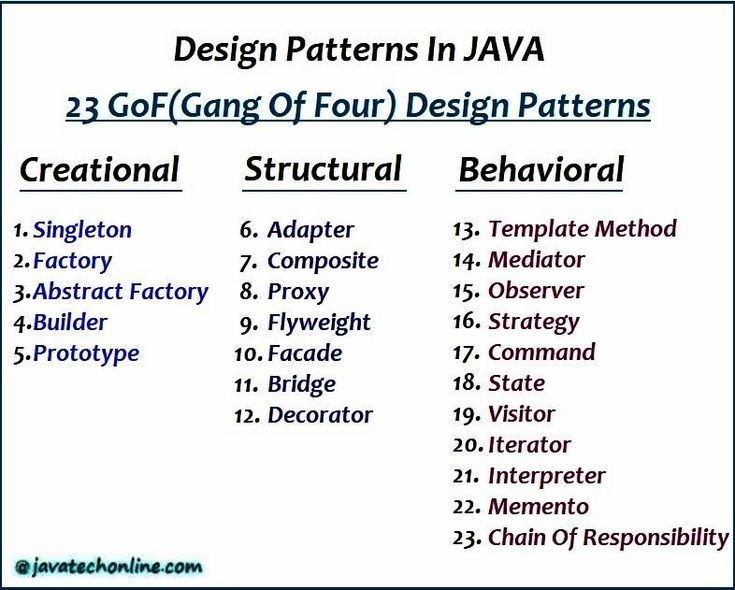 Design Patterns In JAVA
23 GoF(Gang Of Four) Design Patterns
Creational
1. Singleton
2. Factory
3. Abstract Factory
4. Builder
5. Prototype
Structural
6. Adapter
7. Composite
8. Proxy
9. Flyweight
10. Facade
11. Bridge
12. Decorator
Behavioral
13. Template Method
14. Mediator
15. Observer
16. Strategy
17. Command
18. State
19. Visitor
20. Iterator
21. Interpreter
22. Memento
23. Chain Of Responsibility
@javatechonline.com